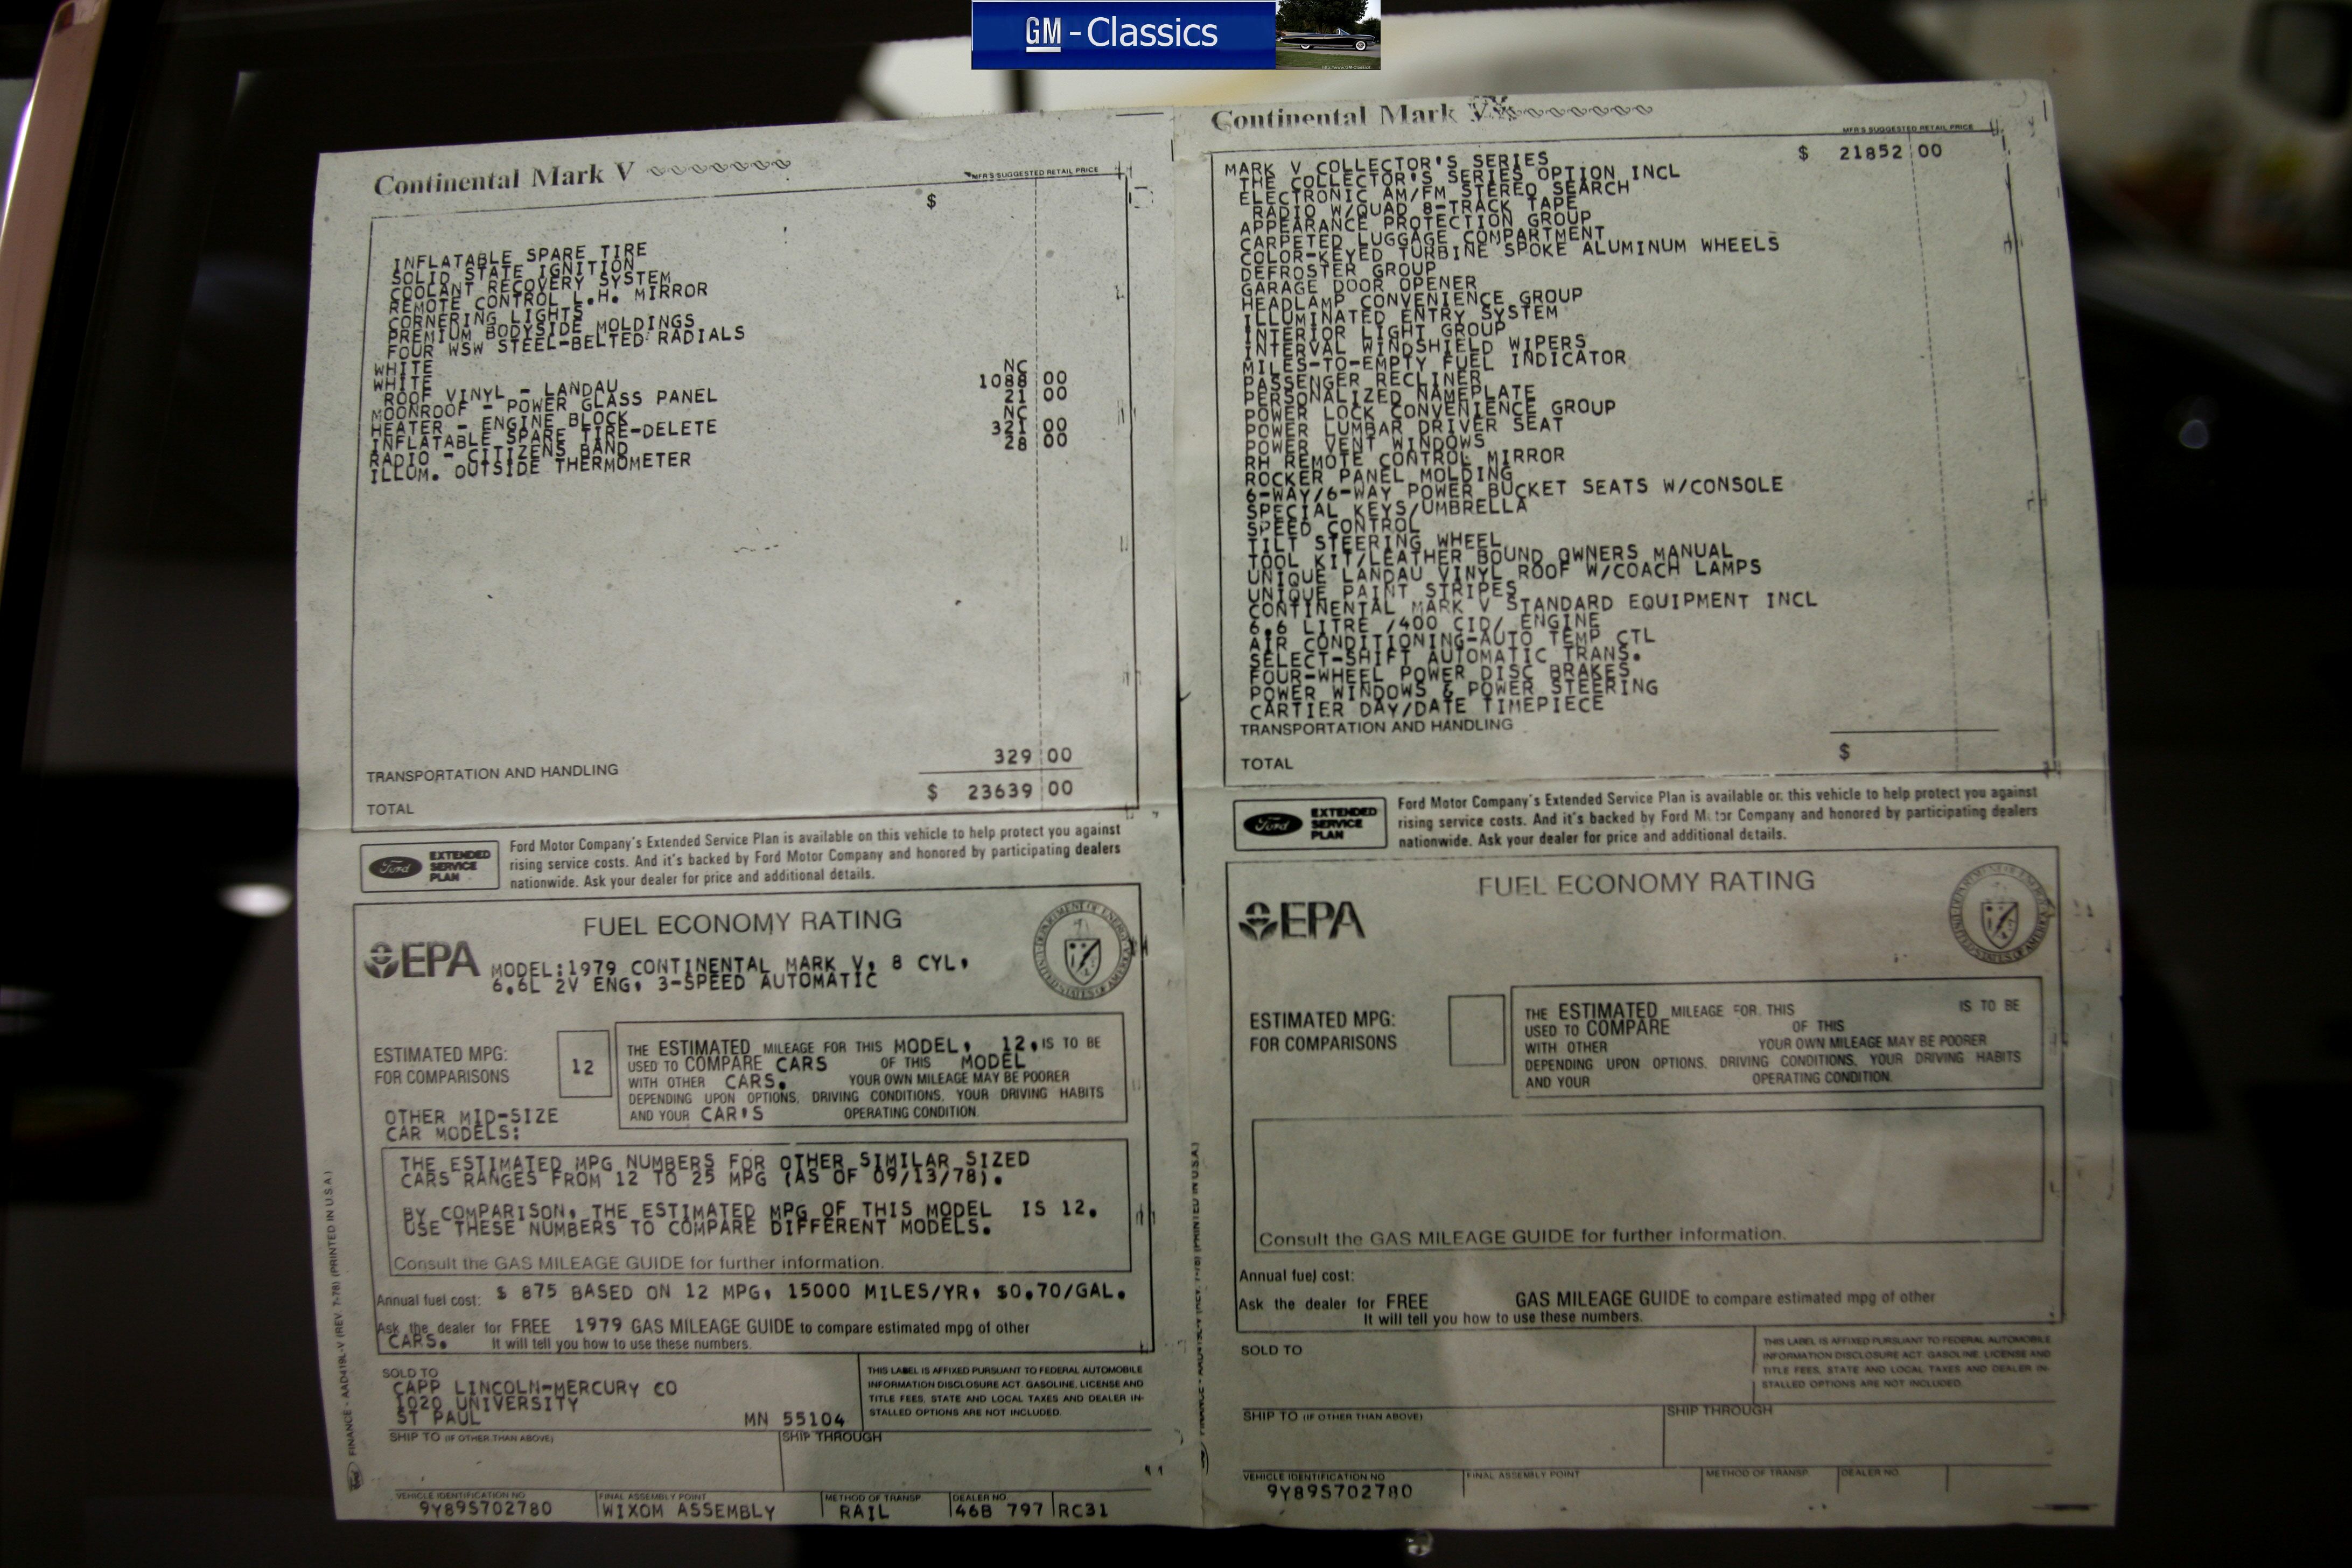 GM - Classics
Continental Mark V
MFR'S SUGGESTED RETAIL PRICE
$
INFLATABLE SPARE TIRE
SOLID STATE IGNITION
COOLANT RECOVERY SYSTEM
REMOTE CONTROL L.H. MIRROR
CORNERING LIGHTS
PREMIUM BODYSIDE MOLDINGS
FOUR WSW STEEL-BELTED RADIALS
WHITE
WHITE
ROOF VINYL - LANDAU NC
MOONROOF - POWER GLASS PANEL 1088 00
HEATER - ENGINE BLOCK 21 00
INFLATABLE SPARE TIRE-DELETE NC
RADIO - CITIZENS BAND 321 00
ILLUM. OUTSIDE THERMOMETER 28 00
TRANSPORTATION AND HANDLING 329 00
TOTAL $ 23639 00
Ford EXTENDED SERVICE PLAN
Ford Motor Company's Extended Service Plan is available on this vehicle to help protect you against
rising service costs. And it's backed by Ford Motor Company and honored by participating dealers
nationwide. Ask your dealer for price and additional details.
FUEL ECONOMY RATING
EPA
MODEL:1979 CONTINENTAL MARK V, 8 CYL,
6.6L 2V ENG, 3-SPEED AUTOMATIC
ESTIMATED MPG:
FOR COMPARISONS
12
THE ESTIMATED MILEAGE FOR THIS MODEL, 12, IS TO BE
USED TO COMPARE CARS OF THIS MODEL
WITH OTHER CARS. YOUR OWN MILEAGE MAY BE POORER
DEPENDING UPON OPTIONS, DRIVING CONDITIONS, YOUR DRIVING HABITS
AND YOUR CAR'S OPERATING CONDITION.
OTHER MID-SIZE
CAR MODELS:
THE ESTIMATED MPG NUMBERS FOR OTHER SIMILAR SIZED
CARS RANGES FROM 12 TO 25 MPG (AS OF 09/13/78).
BY COMPARISON, THE ESTIMATED MPG OF THIS MODEL IS 12.
USE THESE NUMBERS TO COMPARE DIFFERENT MODELS.
Consult the GAS MILEAGE GUIDE for further information.
Annual fuel cost: $ 875 BASED ON 12 MPG, 15000 MILES/YR, $0.70/GAL.
Ask the dealer for FREE 1979 GAS MILEAGE GUIDE to compare estimated mpg of other
CARS. It will tell you how to use these numbers.
SOLD TO
CAPP LINCOLN-MERCURY CO
1020 UNIVERSITY
ST PAUL MN 55104
THIS LABEL IS AFFIXED PURSUANT TO FEDERAL AUTOMOBILE
INFORMATION DISCLOSURE ACT. GASOLINE, LICENSE AND
TITLE FEES, STATE AND LOCAL TAXES AND DEALER IN-
STALLED OPTIONS ARE NOT INCLUDED.
SHIP TO (IF OTHER THAN ABOVE)
SHIP THROUGH
VEHICLE IDENTIFICATION NO. FINAL ASSEMBLY POINT METHOD OF TRANSP. DEALER NO.
9Y89S702780 WIXOM ASSEMBLY RAIL 46B 797 RC31
FINANCE - AAD419L-V (REV. 7-78) (PRINTED IN U.S.A.)
Continental Mark V
MFR'S SUGGESTED RETAIL PRICE
MARK V COLLECTOR'S SERIES $ 21852 00
THE COLLECTOR'S SERIES OPTION INCL
ELECTRONIC AM/FM STEREO SEARCH
RADIO W/QUAD 8-TRACK TAPE
APPEARANCE PROTECTION GROUP
CARPETED LUGGAGE COMPARTMENT
COLOR-KEYED TURBINE SPOKE ALUMINUM WHEELS
DEFROSTER GROUP
GARAGE DOOR OPENER
HEADLAMP CONVENIENCE GROUP
ILLUMINATED ENTRY SYSTEM
INTERIOR LIGHT GROUP
INTERVAL WINDSHIELD WIPERS
MILES-TO-EMPTY FUEL INDICATOR
PASSENGER RECLINER
PERSONALIZED NAMEPLATE
POWER LOCK CONVENIENCE GROUP
POWER LUMBAR DRIVER SEAT
POWER VENT WINDOWS
RH REMOTE CONTROL MIRROR
ROCKER PANEL MOLDING
6-WAY/6-WAY POWER BUCKET SEATS W/CONSOLE
SPECIAL KEYS/UMBRELLA
SPEED CONTROL
TILT STEERING WHEEL
TOOL KIT/LEATHER BOUND OWNERS MANUAL
UNIQUE LANDAU VINYL ROOF W/COACH LAMPS
UNIQUE PAINT STRIPES
CONTINENTAL MARK V STANDARD EQUIPMENT INCL
6.6 LITRE /400 CID/ ENGINE
AIR CONDITIONING-AUTO TEMP CTL
SELECT-SHIFT AUTOMATIC TRANS.
FOUR-WHEEL POWER DISC BRAKES
POWER WINDOWS & POWER STEERING
CARTIER DAY/DATE TIMEPIECE
TRANSPORTATION AND HANDLING
TOTAL $
Ford EXTENDED SERVICE PLAN
Ford Motor Company's Extended Service Plan is available on this vehicle to help protect you against
rising service costs. And it's backed by Ford Motor Company and honored by participating dealers
nationwide. Ask your dealer for price and additional details.
FUEL ECONOMY RATING
EPA
ESTIMATED MPG:
FOR COMPARISONS
THE ESTIMATED MILEAGE FOR THIS IS TO BE
USED TO COMPARE OF THIS
WITH OTHER YOUR OWN MILEAGE MAY BE POORER
DEPENDING UPON OPTIONS, DRIVING CONDITIONS, YOUR DRIVING HABITS
AND YOUR OPERATING CONDITION.
Consult the GAS MILEAGE GUIDE for further information.
Annual fuel cost:
Ask the dealer for FREE GAS MILEAGE GUIDE to compare estimated mpg of other
It will tell you how to use these numbers.
SOLD TO
THIS LABEL IS AFFIXED PURSUANT TO FEDERAL AUTOMOBILE
INFORMATION DISCLOSURE ACT. GASOLINE, LICENSE AND
TITLE FEES, STATE AND LOCAL TAXES AND DEALER IN-
STALLED OPTIONS ARE NOT INCLUDED.
SHIP TO (IF OTHER THAN ABOVE)
SHIP THROUGH
VEHICLE IDENTIFICATION NO. FINAL ASSEMBLY POINT METHOD OF TRANSP. DEALER NO.
9Y89S702780